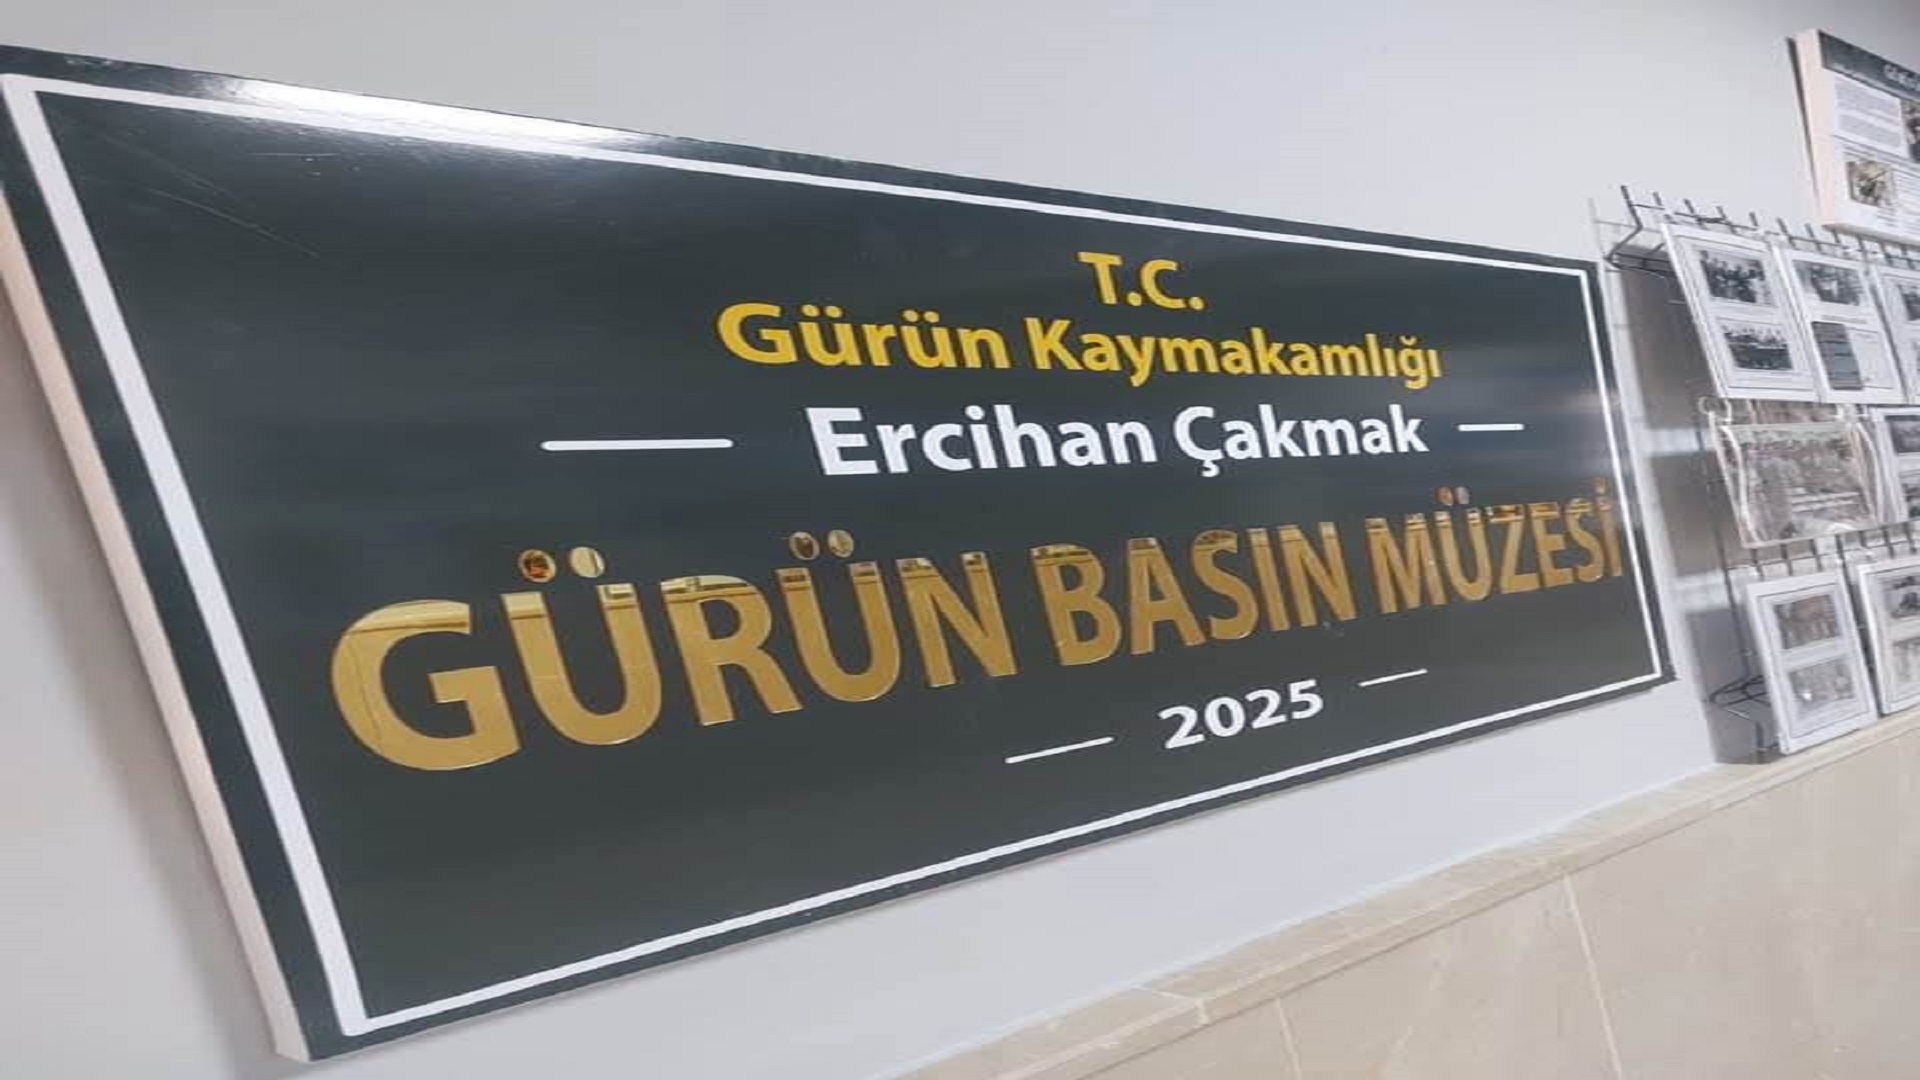 T.C.
Gürün Kaymakamlığı
Ercihan Çakmak
GÜRÜN BASIN MÜZESİ
2025